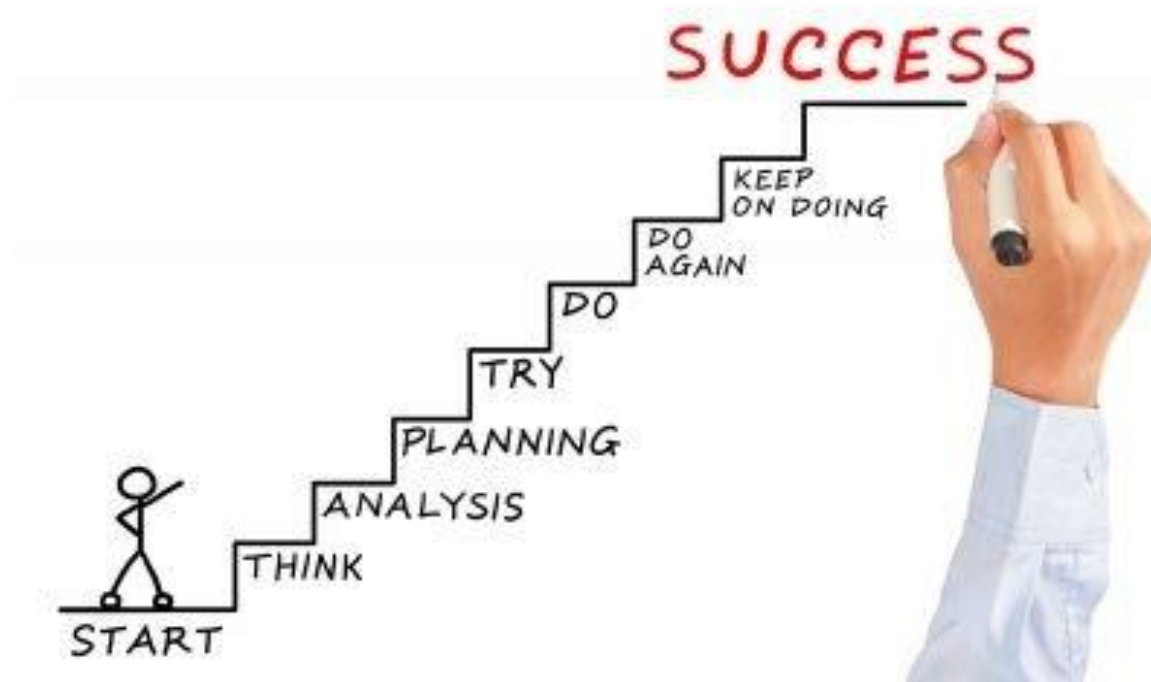 SUCCESS
KEEP
ON DOING
DO
AGAIN
DO
TRY
PLANNING
ANALYSIS
THINK
START